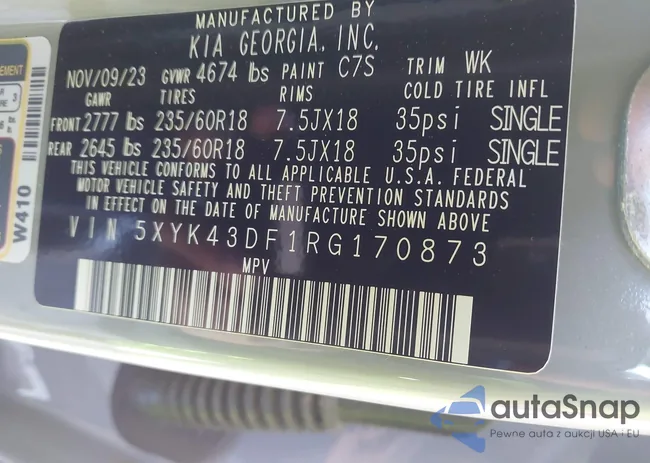 MANUFACTURED BY
KIA GEORGIA, INC.
NOV/09/23 GVWR 4674 lbs PAINT C7S TRIM WK
GAWR TIRES RIMS COLD TIRE INFL
FRONT 2777 lbs 235/60R18 7.5JX18 35psi SINGLE
REAR 2645 lbs 235/60R18 7.5JX18 35psi SINGLE
THIS VEHICLE CONFORMS TO ALL APPLICABLE U.S.A. FEDERAL
MOTOR VEHICLE SAFETY AND THEFT PREVENTION STANDARDS
IN EFFECT ON THE DATE OF MANUFACTURE SHOWN ABOVE
VIN 5XYK43DF1RG170873
MPV
W410
autaSnap
Pewne auta z aukcji USA i EU